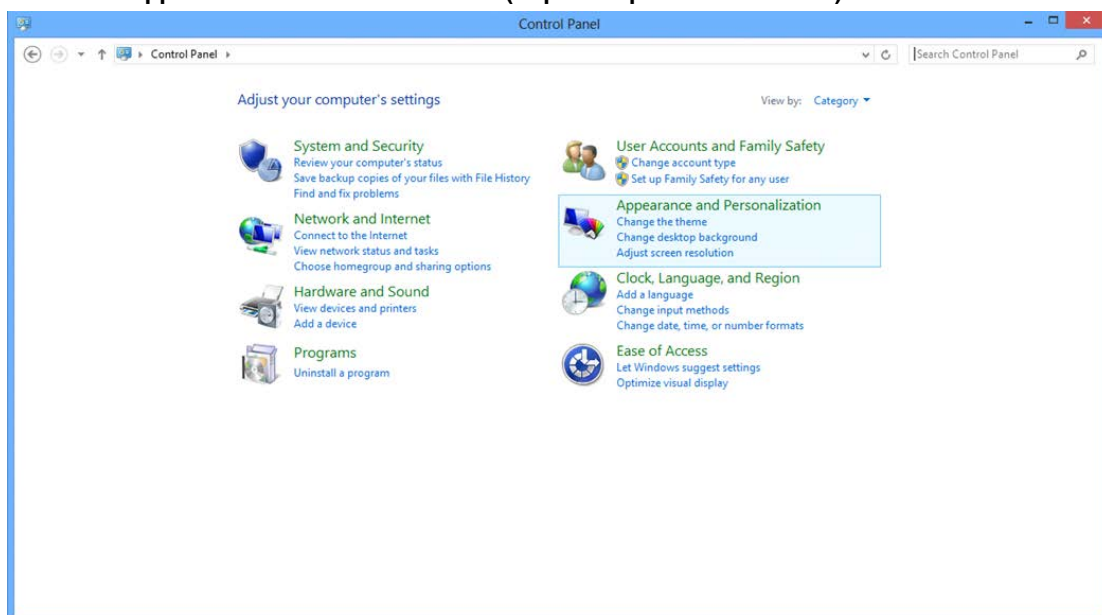 Control Panel
Control Panel
Search Control Panel
Adjust your computer's settings
View by: Category
System and Security
Review your computer's status
Save backup copies of your files with File History
Find and fix problems
Network and Internet
Connect to the Internet
View network status and tasks
Choose homegroup and sharing options
Hardware and Sound
View devices and printers
Add a device
Programs
Uninstall a program
User Accounts and Family Safety
Change account type
Set up Family Safety for any user
Appearance and Personalization
Change the theme
Change desktop background
Adjust screen resolution
Clock, Language, and Region
Add a language
Change input methods
Change date, time, or number formats
Ease of Access
Let Windows suggest settings
Optimize visual display